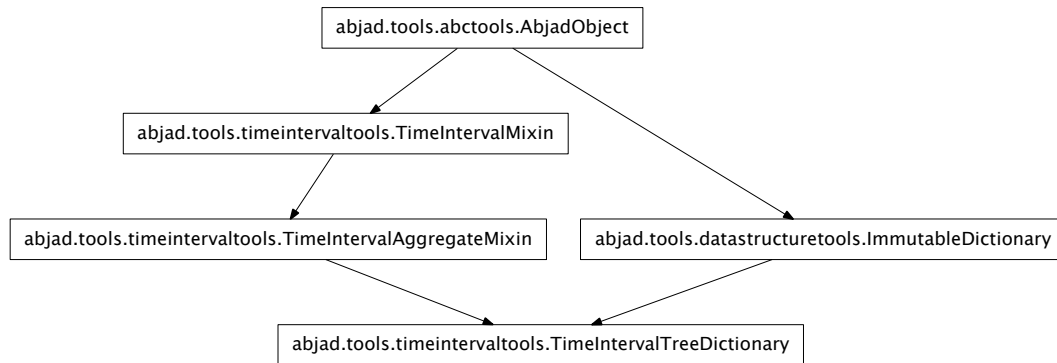 abjad.tools.abctools.AbjadObject
abjad.tools.timeintervaltools.TimeIntervalMixin
abjad.tools.timeintervaltools.TimeIntervalAggregateMixin
abjad.tools.datastructuretools.ImmutableDictionary
abjad.tools.timeintervaltools.TimeIntervalTreeDictionary